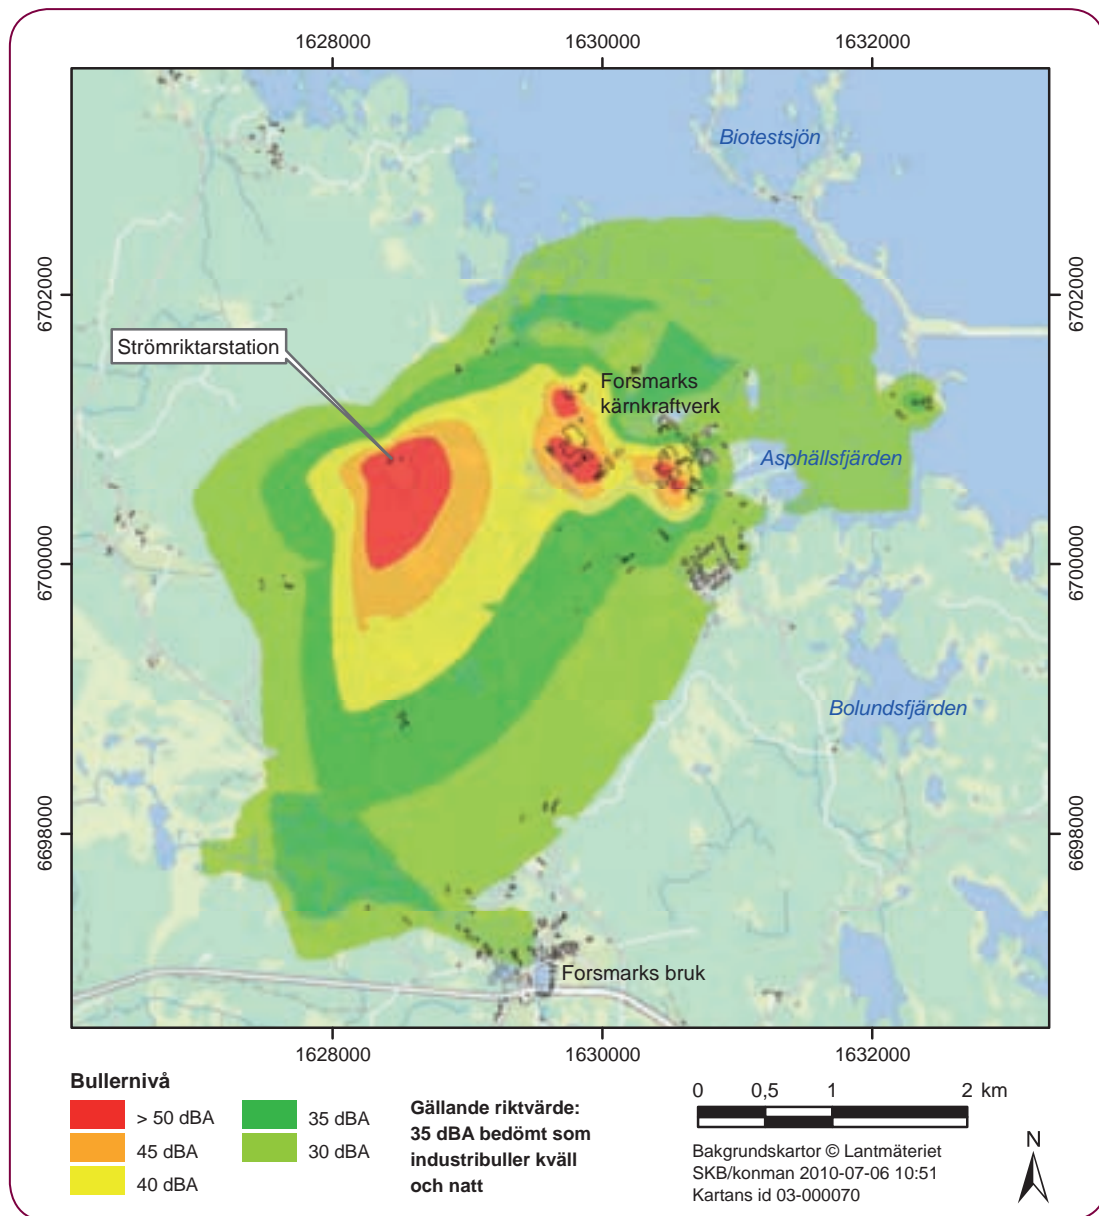 1628000
1630000
1632000
Biotestsjön
6702000
6702000
Strömriktarstation
Forsmarks
kärnkraftverk
Asphällsfjärden
6700000
6700000
Bolundsfjärden
6698000
6698000
Forsmarks bruk
1628000
1630000
1632000
Bullernivå
> 50 dBA
45 dBA
40 dBA
35 dBA
30 dBA
Gällande riktvärde:
35 dBA bedömt som
industribuller kväll
och natt
0 0,5 1 2 km
Bakgrundskartor © Lantmäteriet
SKB/konman 2010-07-06 10:51
Kartans id 03-000070
N